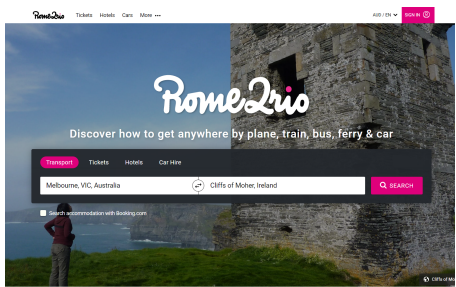 Rome2rio Tickets Hotels Cars More ••• AU$ / EN SIGN IN
Rome2rio
Discover how to get anywhere by plane, train, bus, ferry & car
Transport Tickets Hotels Car Hire
Melbourne, VIC, Australia Cliffs of Moher, Ireland SEARCH
Search accommodation with Booking.com
Cliffs of Mo